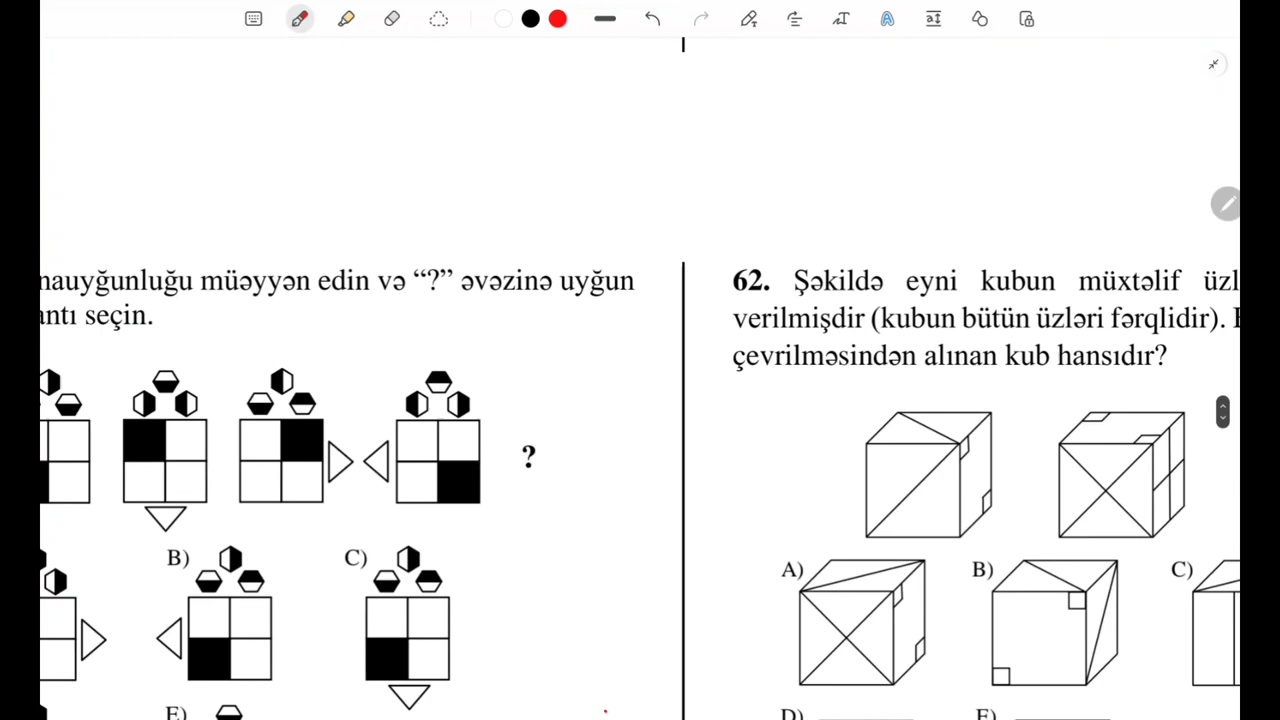 nauyğunluğu müəyyən edin və “?” əvəzinə uyğun
antı seçin.
?
B)
C)
E)
62. Şəkildə eyni kubun müxtəlif üzl
verilmişdir (kubun bütün üzləri fərqlidir).
çevrilməsindən alınan kub hansıdır?
A)
B)
C)
D)
E)